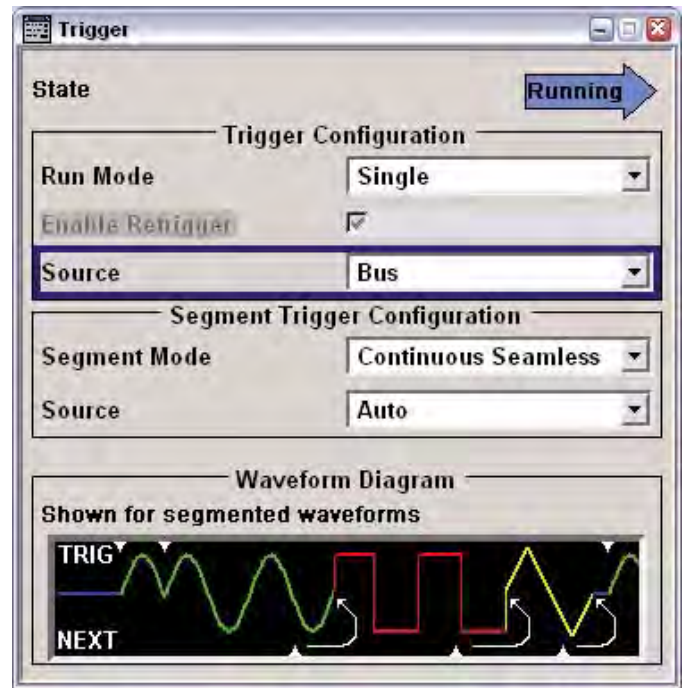 Trigger
State Running
Trigger Configuration
Run Mode Single
Enable Retrigger
Source Bus
Segment Trigger Configuration
Segment Mode Continuous Seamless
Source Auto
Waveform Diagram
Shown for segmented waveforms
TRIG
NEXT